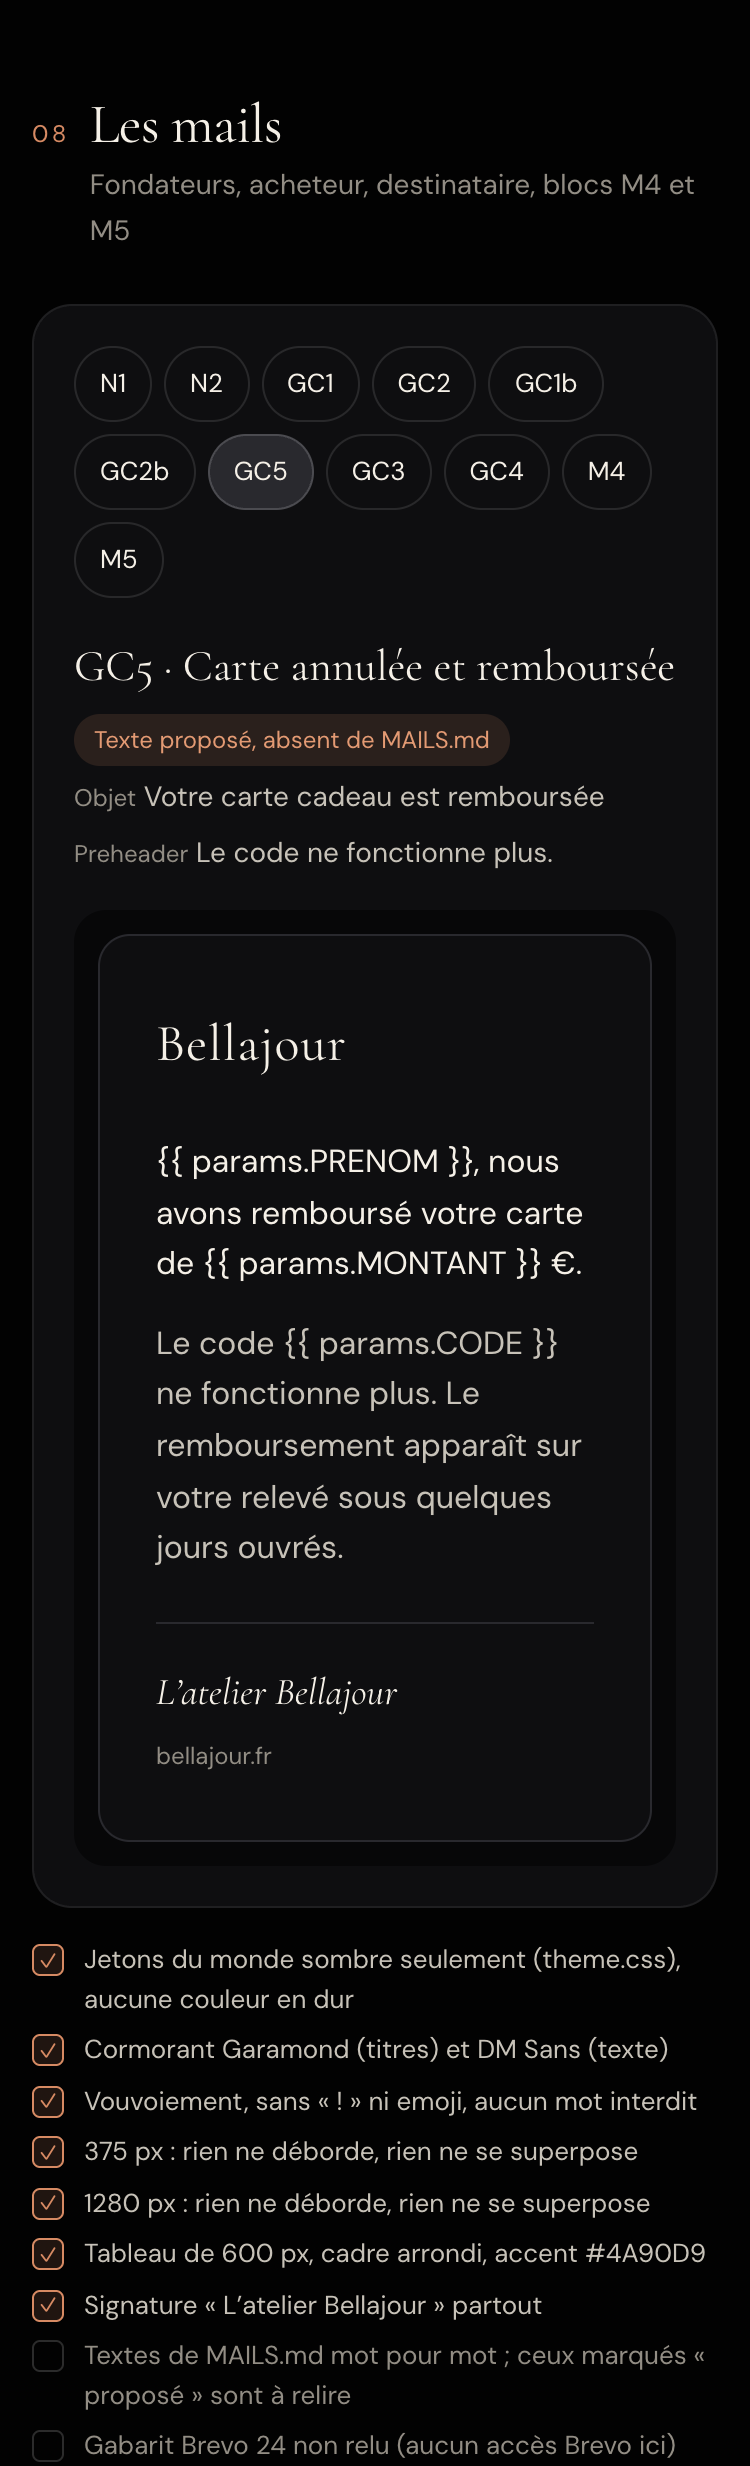 08 Les mails
Fondateurs, acheteur, destinataire, blocs M4 et
M5
N1 N2 GC1 GC2 GC1b
GC2b GC5 GC3 GC4 M4
M5
GC5 · Carte annulée et remboursée
Texte proposé, absent de MAILS.md
Objet Votre carte cadeau est remboursée
Preheader Le code ne fonctionne plus.
Bellajour
{{ params.PRENOM }}, nous
avons remboursé votre carte
de {{ params.MONTANT }} €.
Le code {{ params.CODE }}
ne fonctionne plus. Le
remboursement apparaît sur
votre relevé sous quelques
jours ouvrés.
L’atelier Bellajour
bellajour.fr
Jetons du monde sombre seulement (theme.css),
aucune couleur en dur
Cormorant Garamond (titres) et DM Sans (texte)
Vouvoiement, sans « ! » ni emoji, aucun mot interdit
375 px : rien ne déborde, rien ne se superpose
1280 px : rien ne déborde, rien ne se superpose
Tableau de 600 px, cadre arrondi, accent #4A90D9
Signature « L’atelier Bellajour » partout
Textes de MAILS.md mot pour mot ; ceux marqués «
proposé » sont à relire
Gabarit Brevo 24 non relu (aucun accès Brevo ici)